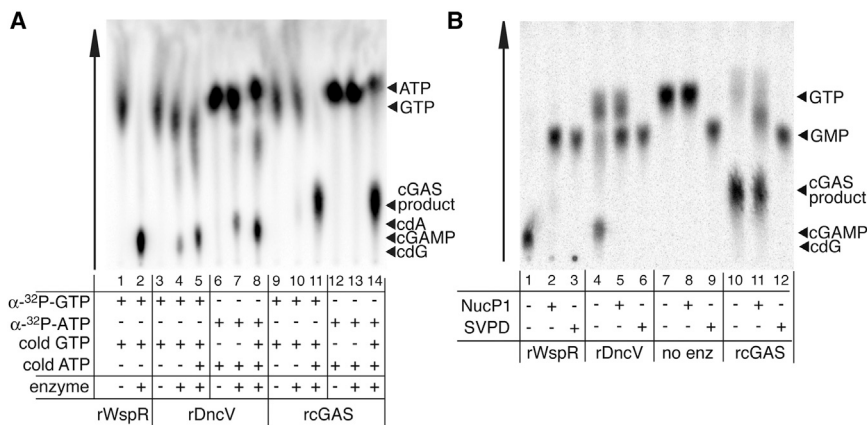 A
ATP
GTP
cGAS
product
cdA
cGAMP
cdG
1 2 3 4 5 6 7 8 9 10 11 12 13 14
α-³²P-GTP + + + + + - - - + + + - - -
α-³²P-ATP - - - - - + + + - - - + + +
cold GTP + + + + + - - + + + + - - +
cold ATP - - - - + + + + - - + + + +
enzyme - + - + + - + + - + + - + +
rWspR rDncV rcGAS
B
GTP
GMP
cGAS
product
cGAMP
cdG
1 2 3 4 5 6 7 8 9 10 11 12
NucP1 - + - - + - - + - - + -
SVPD - - + - - + - - + - - +
rWspR rDncV no enz rcGAS